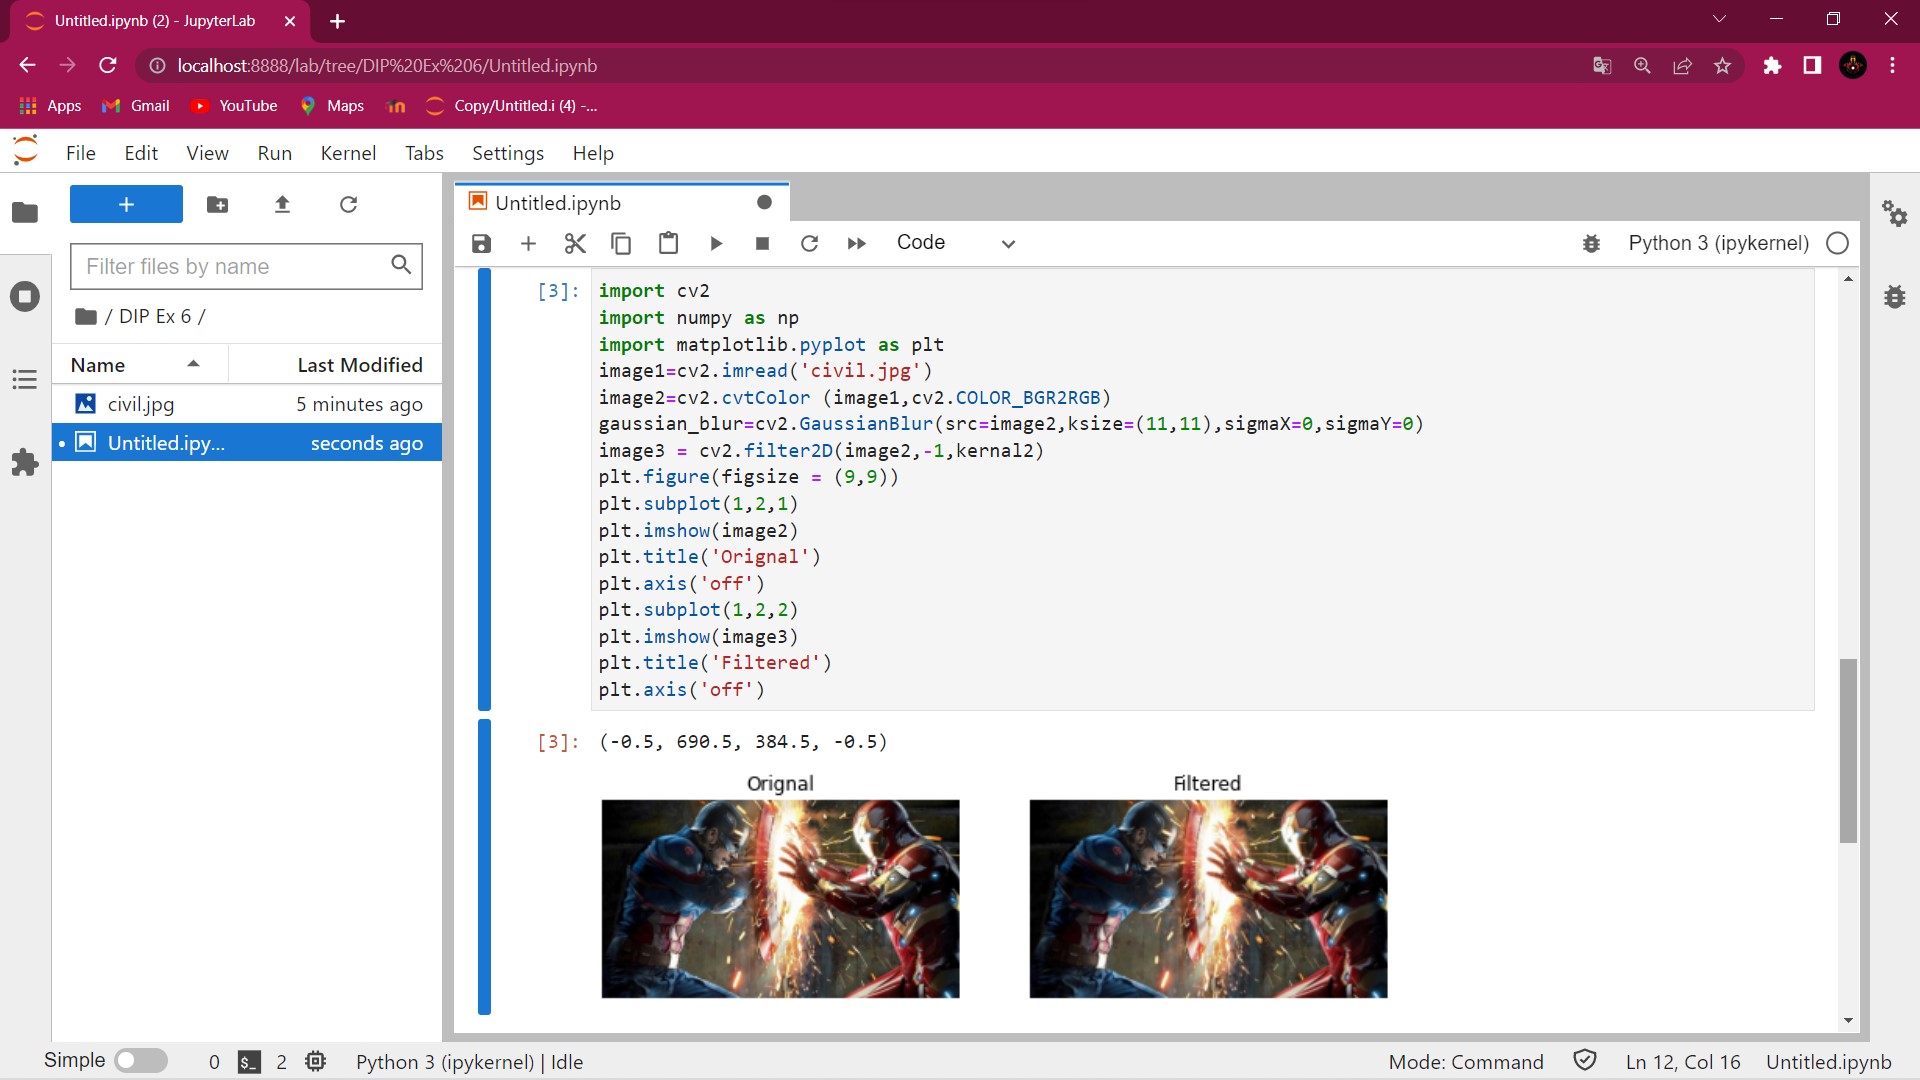 Untitled.ipynb (2) - JupyterLab
localhost:8888/lab/tree/DIP%20Ex%206/Untitled.ipynb
Apps Gmail YouTube Maps Copy/Untitled.i (4) -...
File Edit View Run Kernel Tabs Settings Help
Filter files by name
/ DIP Ex 6 /
Name Last Modified
civil.jpg 5 minutes ago
Untitled.ipy... seconds ago
Untitled.ipynb
Code Python 3 (ipykernel)
[3]: import cv2
import numpy as np
import matplotlib.pyplot as plt
image1=cv2.imread('civil.jpg')
image2=cv2.cvtColor (image1,cv2.COLOR_BGR2RGB)
gaussian_blur=cv2.GaussianBlur(src=image2,ksize=(11,11),sigmaX=0,sigmaY=0)
image3 = cv2.filter2D(image2,-1,kernal2)
plt.figure(figsize = (9,9))
plt.subplot(1,2,1)
plt.imshow(image2)
plt.title('Orignal')
plt.axis('off')
plt.subplot(1,2,2)
plt.imshow(image3)
plt.title('Filtered')
plt.axis('off')
[3]: (-0.5, 690.5, 384.5, -0.5)
Orignal Filtered
Simple 0 $_ 2 Python 3 (ipykernel) | Idle Mode: Command Ln 12, Col 16 Untitled.ipynb